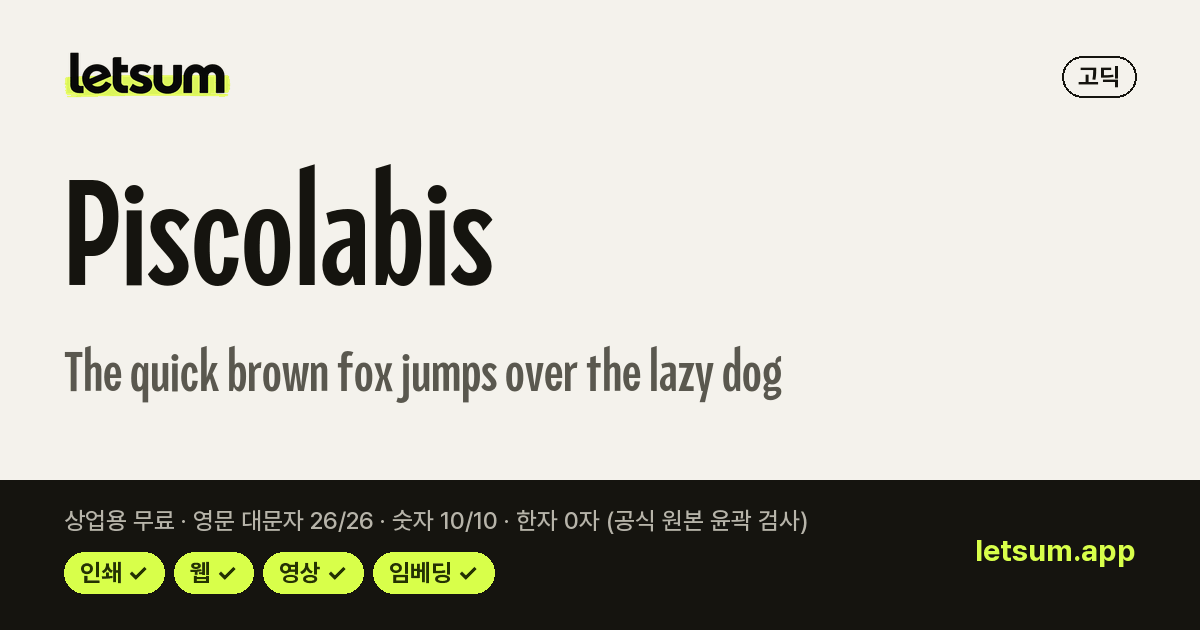 letsum
고딕
Piscolabis
The quick brown fox jumps over the lazy dog
상업용 무료 · 영문 대문자 26/26 · 숫자 10/10 · 한자 0자 (공식 원본 윤곽 검사)
인쇄 ✓ 웹 ✓ 영상 ✓ 임베딩 ✓
letsum.app